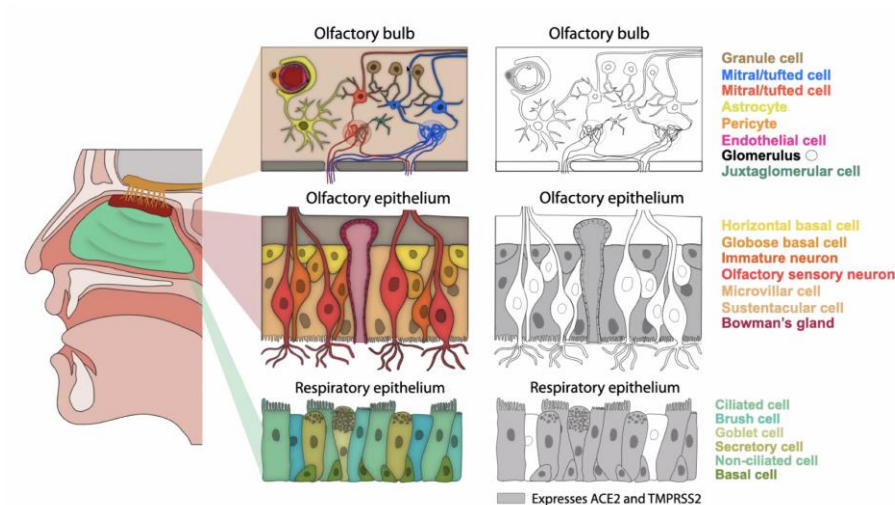 Olfactory bulb
Olfactory bulb
Granule cell
Mitral/tufted cell
Mitral/tufted cell
Astrocyte
Pericyte
Endothelial cell
Glomerulus
Juxtaglomerular cell
Olfactory epithelium
Olfactory epithelium
Horizontal basal cell
Globose basal cell
Immature neuron
Olfactory sensory neuron
Microvillar cell
Sustentacular cell
Bowman's gland
Respiratory epithelium
Respiratory epithelium
Ciliated cell
Brush cell
Goblet cell
Secretory cell
Non-ciliated cell
Basal cell
Expresses ACE2 and TMPRSS2